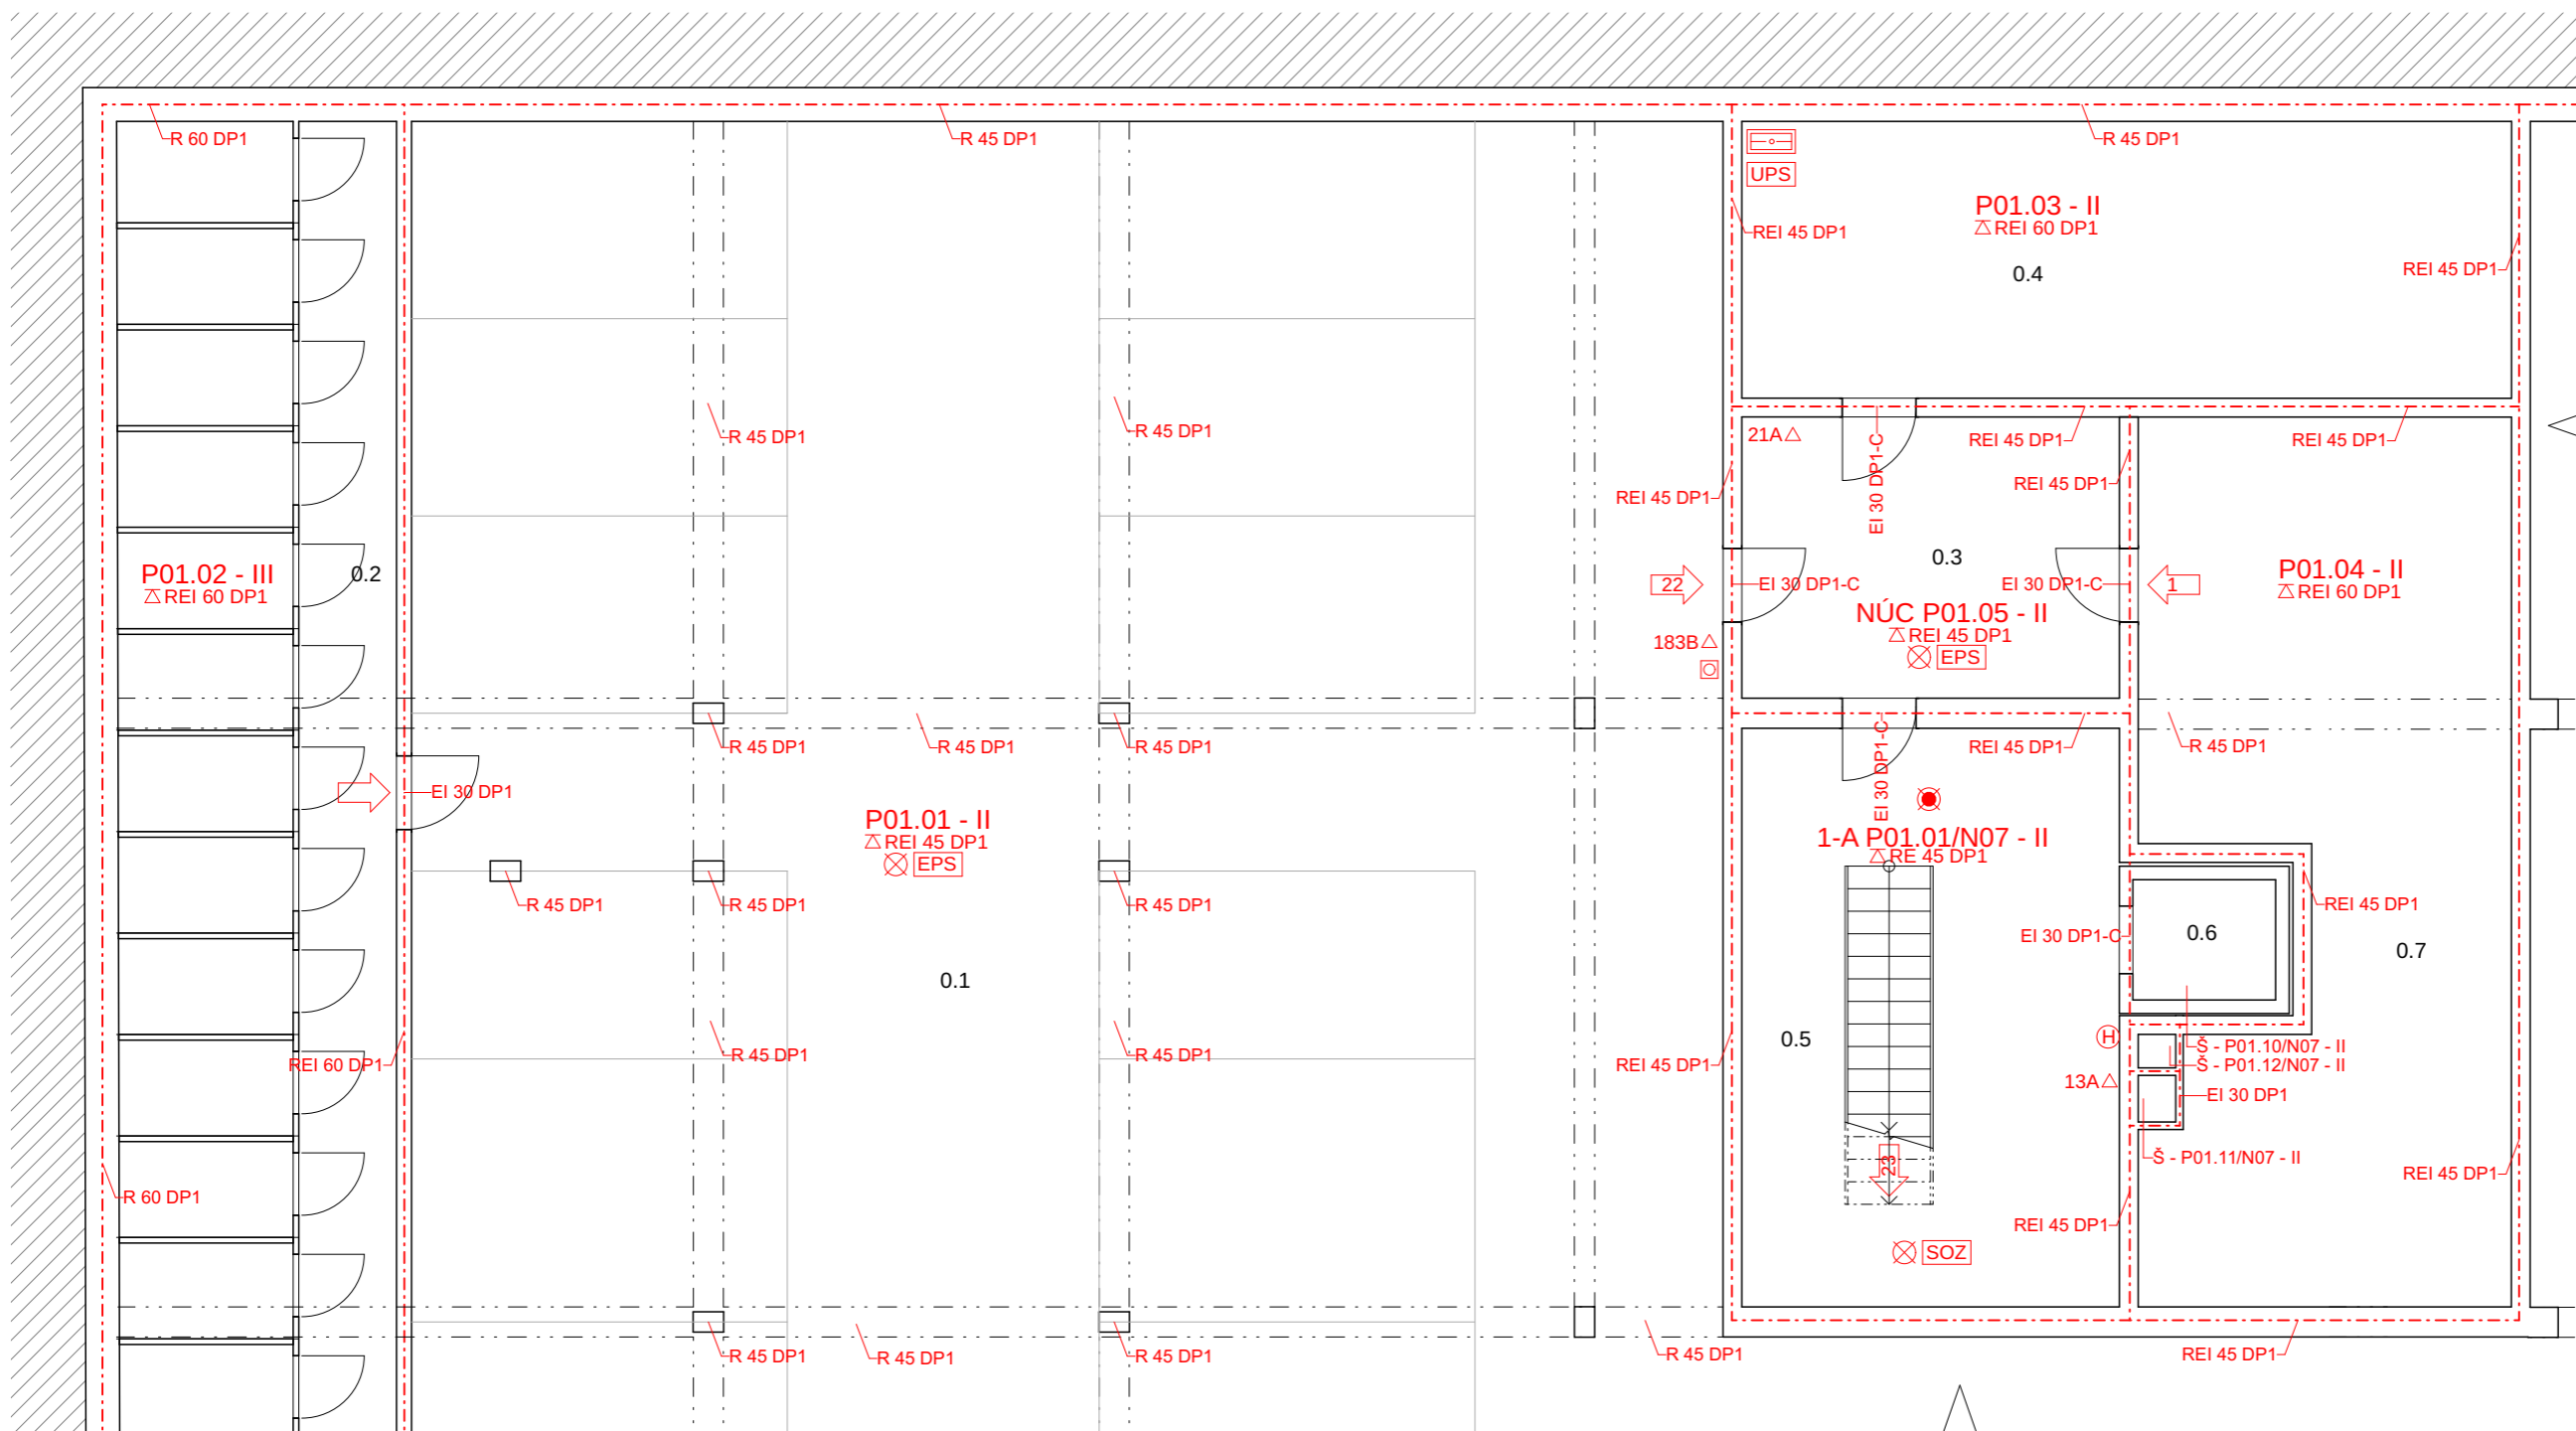 R 60 DP1
R 45 DP1
R 45 DP1
UPS
P01.03 - II
REI 60 DP1
REI 45 DP1
REI 45 DP1
0.4
R 45 DP1
R 45 DP1
21A
EI 30 DP1-C
REI 45 DP1
REI 45 DP1
REI 45 DP1
REI 45 DP1
P01.02 - III
REI 60 DP1
0.2
22
EI 30 DP1-C
0.3
EI 30 DP1-C
1
P01.04 - II
REI 60 DP1
NÚC P01.05 - II
REI 45 DP1
EPS
183B
R 45 DP1
R 45 DP1
R 45 DP1
EI 30 DP1-C
REI 45 DP1
R 45 DP1
EI 30 DP1
P01.01 - II
REI 45 DP1
EPS
1-A P01.01/N07 - II
RE 45 DP1
R 45 DP1
R 45 DP1
R 45 DP1
REI 45 DP1
EI 30 DP1-C
0.6
0.7
0.1
0.5
H
R 45 DP1
R 45 DP1
REI 60 DP1
REI 45 DP1
Š - P01.10/N07 - II
Š - P01.12/N07 - II
13A
EI 30 DP1
Š - P01.11/N07 - II
23
REI 45 DP1
R 60 DP1
REI 45 DP1
SOZ
R 45 DP1
R 45 DP1
R 45 DP1
R 45 DP1
REI 45 DP1